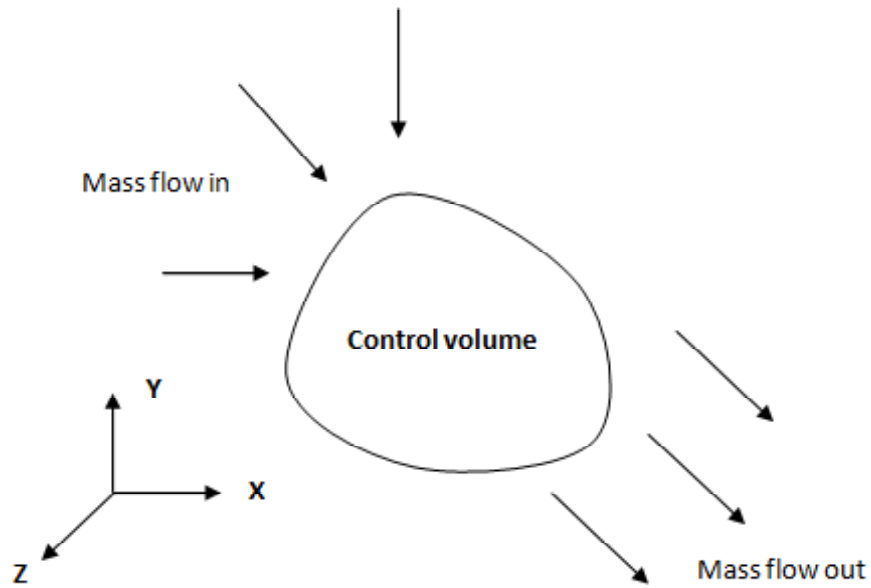 Mass flow in
Control volume
Y
X
Z
Mass flow out